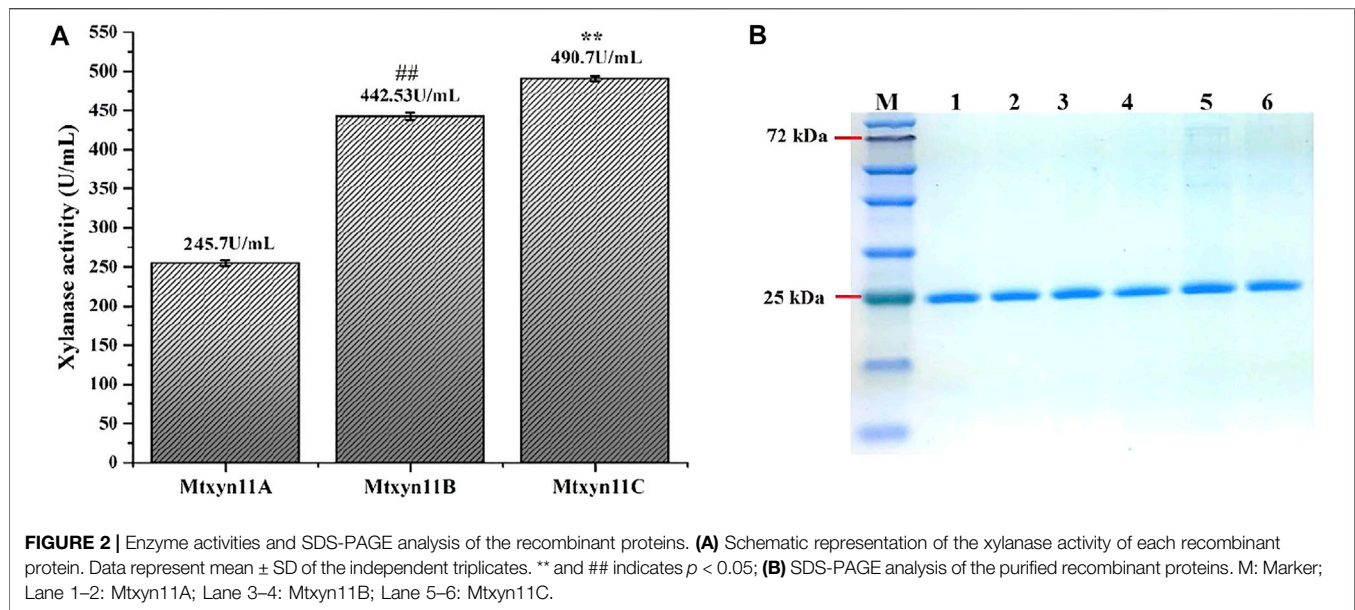 A
550
500
450
400
350
300
250
200
150
100
50
0
Xylanase activity (U/mL)
245.7U/mL
##
442.53U/mL
**
490.7U/mL
Mtxyn11A
Mtxyn11B
Mtxyn11C
B
M 1 2 3 4 5 6
72 kDa
25 kDa
FIGURE 2 | Enzyme activities and SDS-PAGE analysis of the recombinant proteins. (A) Schematic representation of the xylanase activity of each recombinant
protein. Data represent mean ± SD of the independent triplicates. ** and ## indicates p < 0.05; (B) SDS-PAGE analysis of the purified recombinant proteins. M: Marker;
Lane 1–2: Mtxyn11A; Lane 3–4: Mtxyn11B; Lane 5–6: Mtxyn11C.